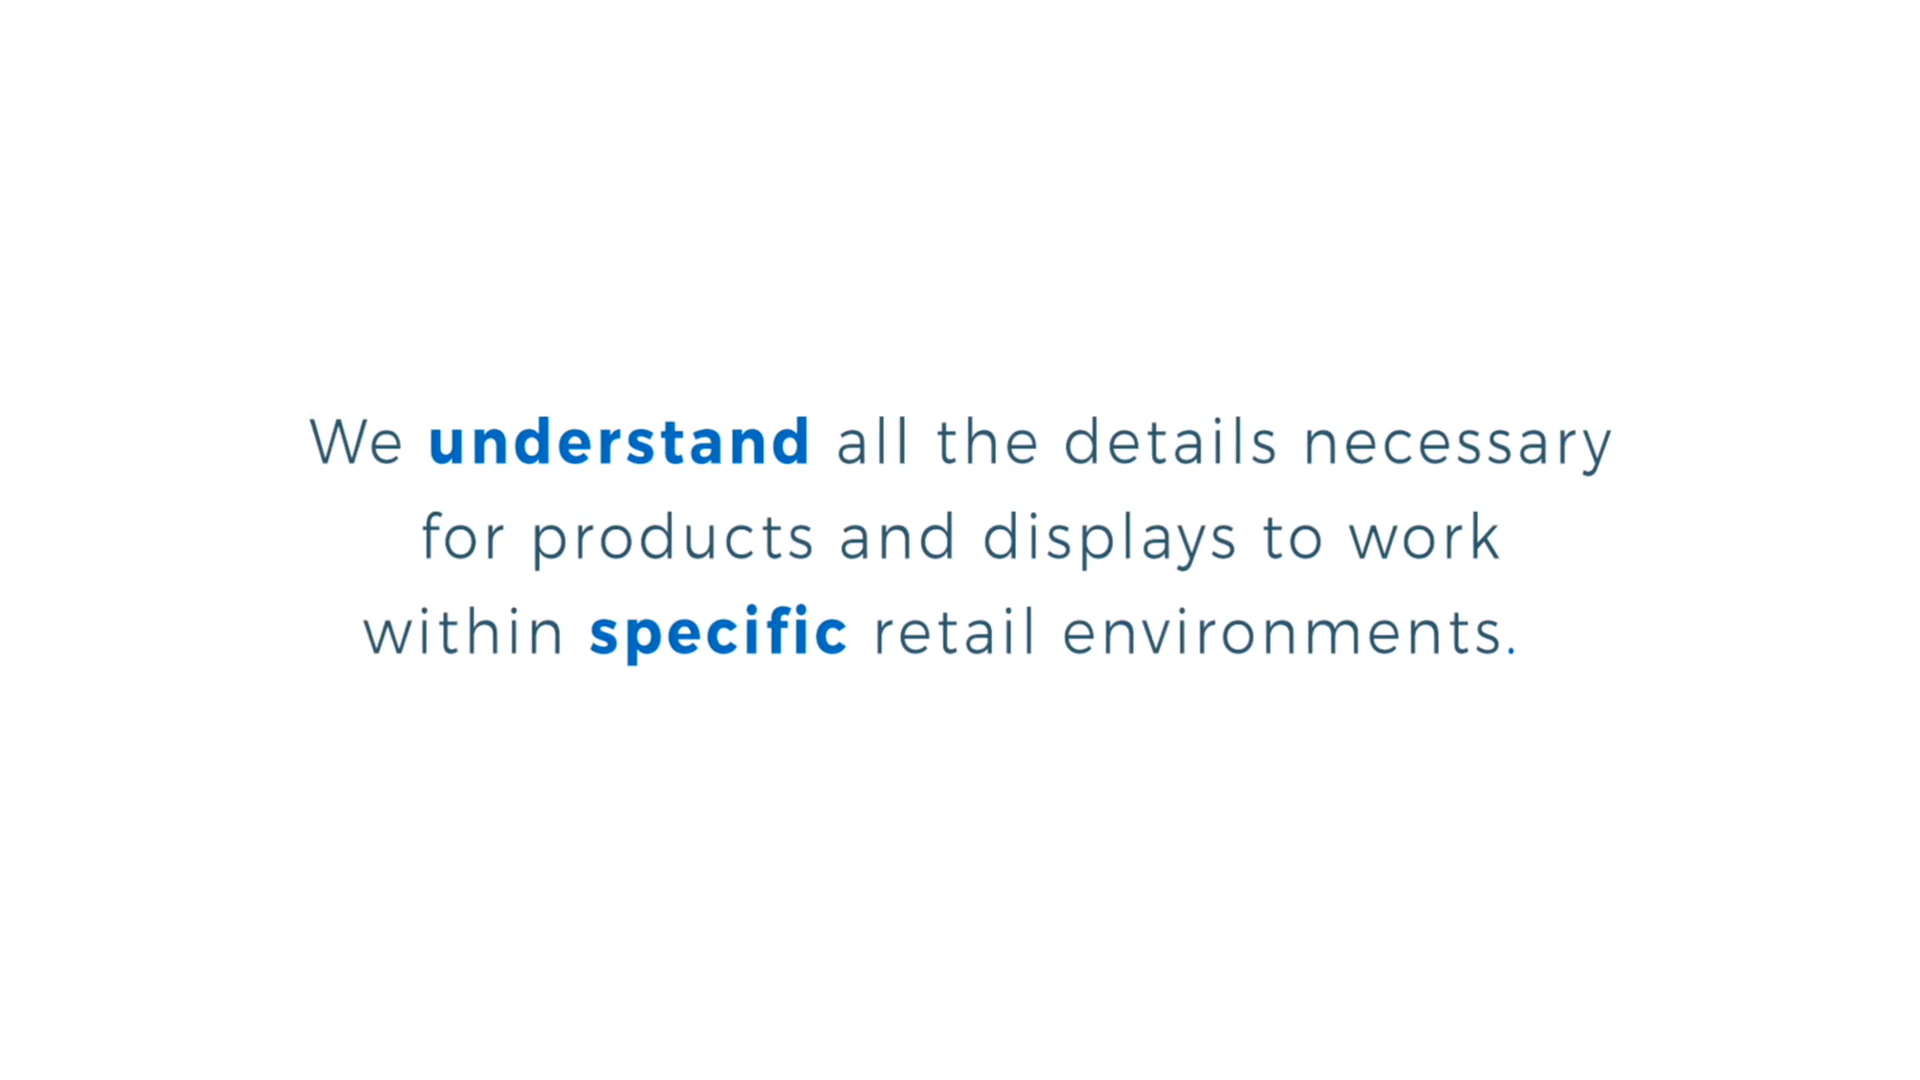 We understand all the details necessary
for products and displays to work
within specific retail environments.